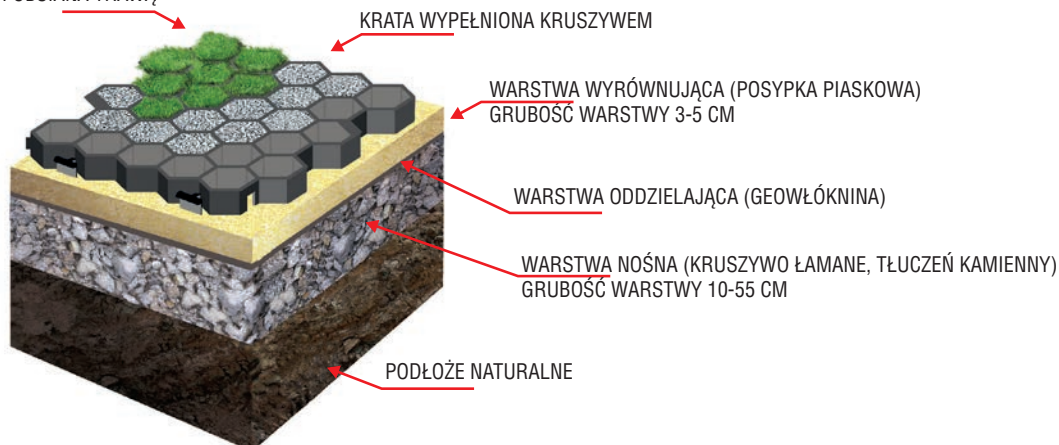 KRATA WYPEŁNIONA KRUSZYWEM
WARSTWA WYRÓWNUJĄCA (POSYPKA PIASKOWA)
GRUBOŚĆ WARSTWY 3-5 CM
WARSTWA ODDZIELAJĄCA (GEOWŁÓKNINA)
WARSTWA NOŚNA (KRUSZYWO ŁAMANE, TŁUCZEŃ KAMIENNY)
GRUBOŚĆ WARSTWY 10-55 CM
PODŁOŻE NATURALNE